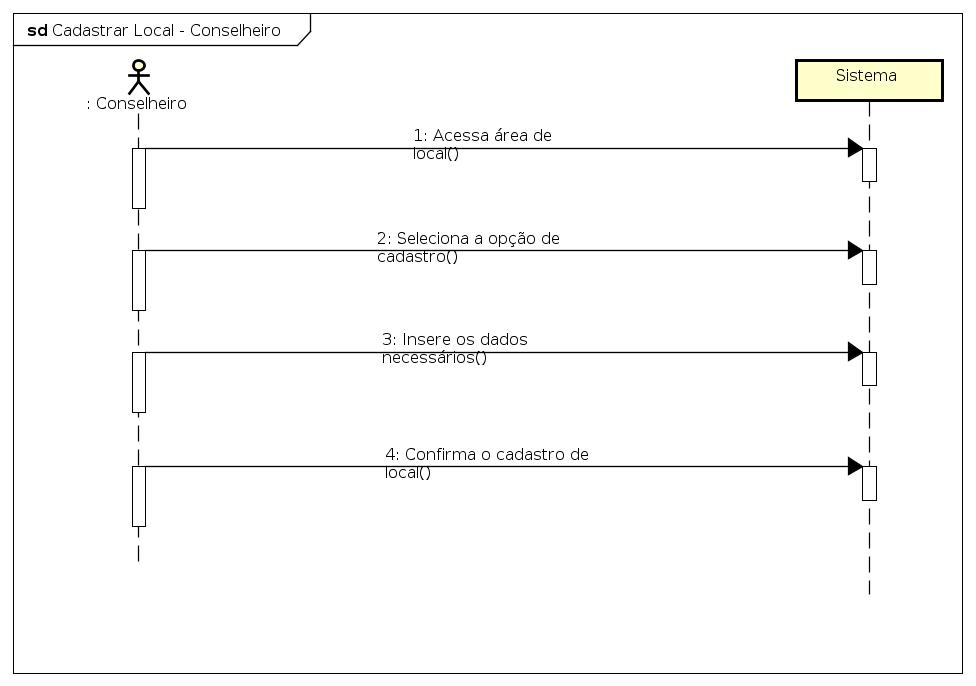 sd Cadastrar Local - Conselheiro
: Conselheiro
Sistema
1: Acessa área de
local()
2: Seleciona a opção de
cadastro()
3: Insere os dados
necessários()
4: Confirma o cadastro de
local()